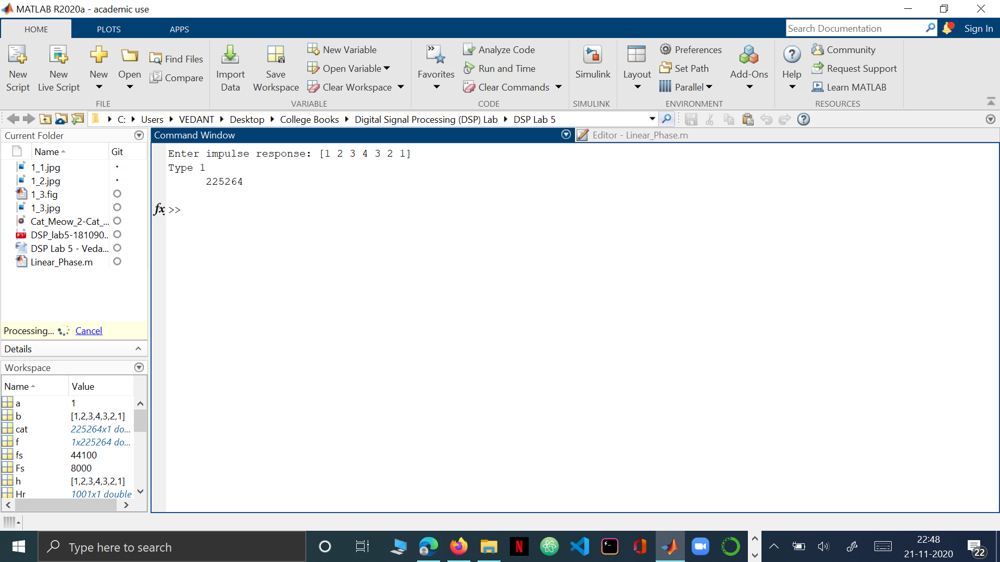 MATLAB R2020a - academic use
HOME PLOTS APPS
Search Documentation
Sign In
New Script
New Live Script
New
Open
Find Files
Compare
FILE
Import Data
Save Workspace
New Variable
Open Variable
Clear Workspace
VARIABLE
Favorites
Analyze Code
Run and Time
Clear Commands
CODE
Simulink
SIMULINK
Layout
Preferences
Set Path
Parallel
Add-Ons
ENVIRONMENT
Help
Community
Request Support
Learn MATLAB
RESOURCES
C: Users VEDANT Desktop College Books Digital Signal Processing (DSP) Lab DSP Lab 5
Current Folder
Name Git
1_1.jpg
1_2.jpg
1_3.fig
1_3.jpg
Cat_Meow_2-Cat_...
DSP_lab5-181090..
DSP Lab 5 - Veda...
Linear_Phase.m
Processing... Cancel
Details
Workspace
Name Value
a 1
b [1,2,3,4,3,2,1]
cat 225264x1 do...
f 1x225264 do...
fs 44100
Fs 8000
h [1,2,3,4,3,2,1]
Hr 1001x1 double
Command Window
Editor - Linear_Phase.m
Enter impulse response: [1 2 3 4 3 2 1]
Type 1
225264
fx >>
Type here to search
22:48
21-11-2020
22